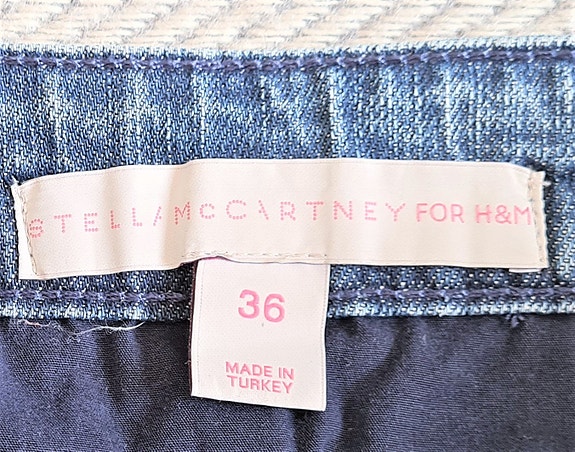 STELLA McCARTNEY FOR H&M
36
MADE IN
TURKEY